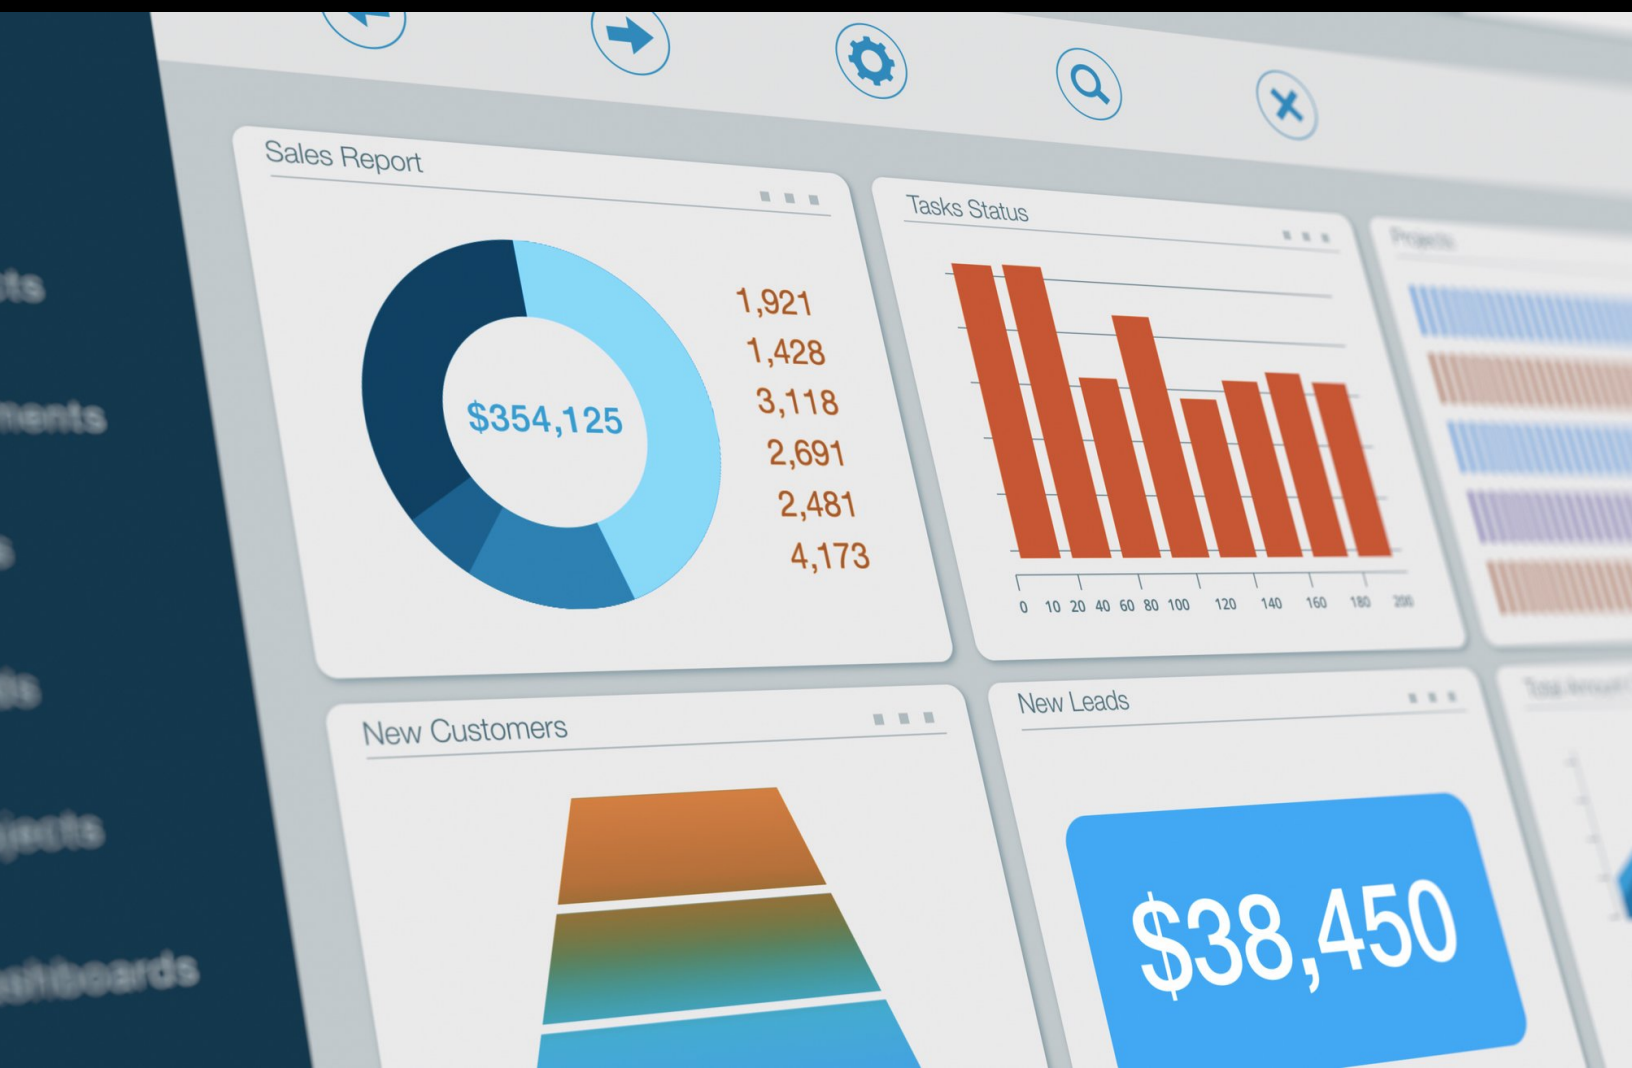 Sales Report
$354,125
1,921
1,428
3,118
2,691
2,481
4,173
Tasks Status
0 10 20 40 60 80 100 120 140 160 180 200
Projects
New Customers
New Leads
$38,450